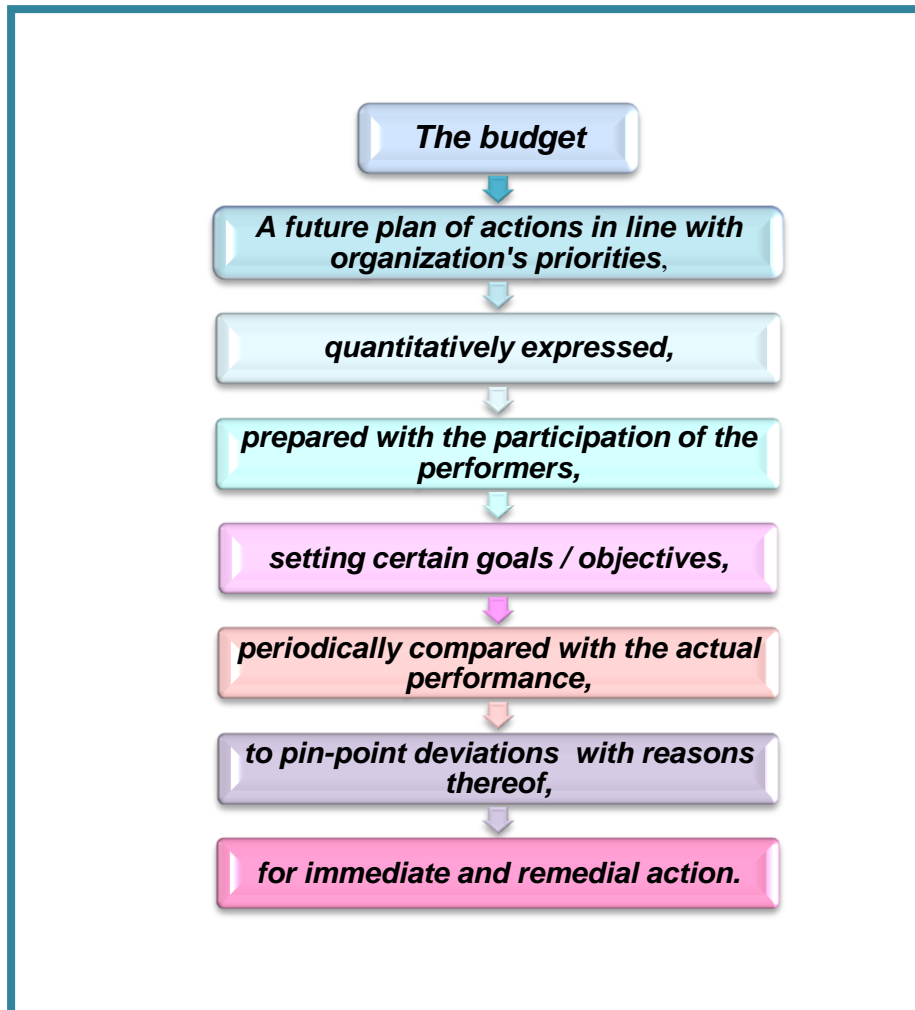 The budget
A future plan of actions in line with
organization's priorities,
quantitatively expressed,
prepared with the participation of the
performers,
setting certain goals / objectives,
periodically compared with the actual
performance,
to pin-point deviations  with reasons
thereof,
for immediate and remedial action.